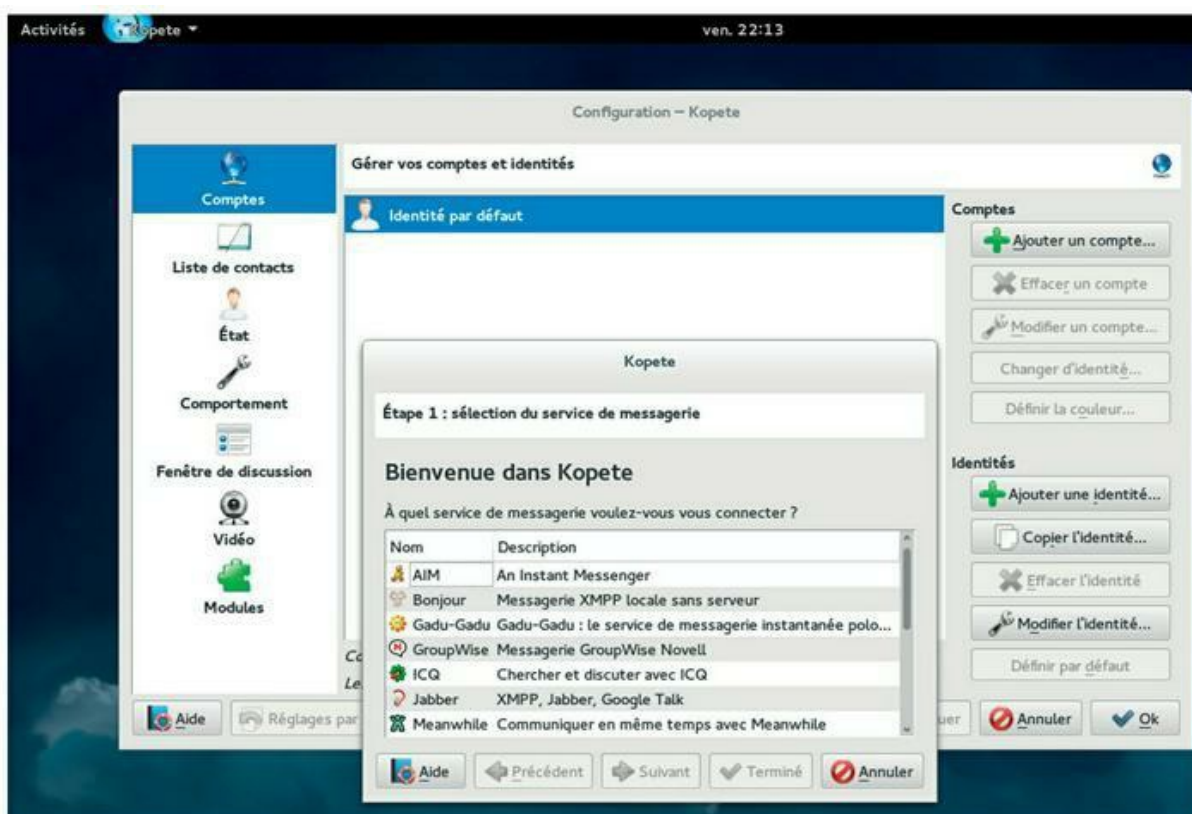 Activités
Kopete
ven. 22:13
Configuration – Kopete
Comptes
Liste de contacts
État
Comportement
Fenêtre de discussion
Vidéo
Modules
Gérer vos comptes et identités
Identité par défaut
Comptes
Ajouter un compte...
Effacer un compte
Modifier un compte...
Changer d'identité...
Définir la couleur...
Identités
Ajouter une identité...
Copier l'identité...
Effacer l'identité
Modifier l'identité...
Définir par défaut
Aide
Réglages par
Annuler
Ok
Kopete
Étape 1 : sélection du service de messagerie
Bienvenue dans Kopete
À quel service de messagerie voulez-vous vous connecter ?
Nom Description
AIM An Instant Messenger
Bonjour Messagerie XMPP locale sans serveur
Gadu-Gadu Gadu-Gadu : le service de messagerie instantanée polo...
GroupWise Messagerie GroupWise Novell
ICQ Chercher et discuter avec ICQ
Jabber XMPP, Jabber, Google Talk
Meanwhile Communiquer en même temps avec Meanwhile
Aide
Précédent
Suivant
Terminé
Annuler